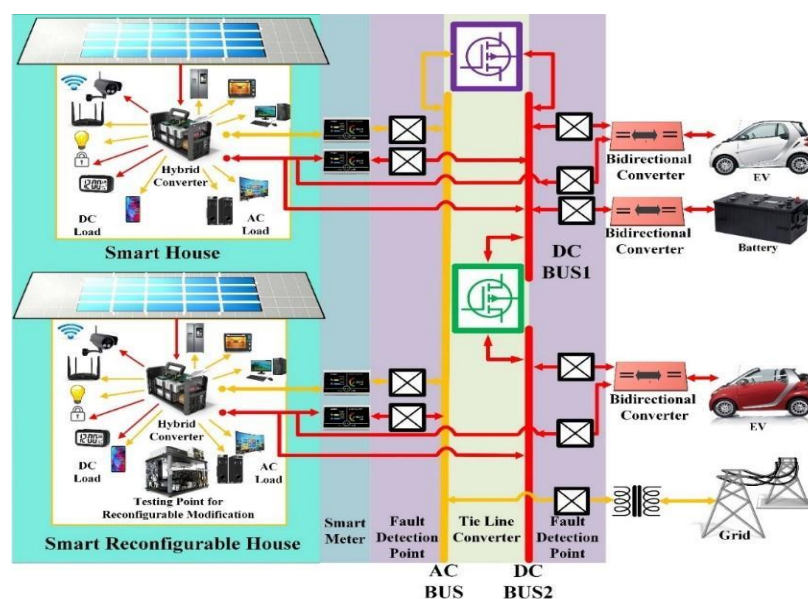 Hybrid
Converter
DC
Load
AC
Load
Smart House
Bidirectional
Converter
EV
Bidirectional
Converter
Battery
DC
BUS1
Hybrid
Converter
DC
Load
AC
Load
Testing Point for
Reconfigurable Modification
Smart Reconfigurable House
Bidirectional
Converter
EV
Smart
Meter
Fault
Detection
Point
Tie Line
Converter
Fault
Detection
Point
Grid
AC
BUS
DC
BUS2